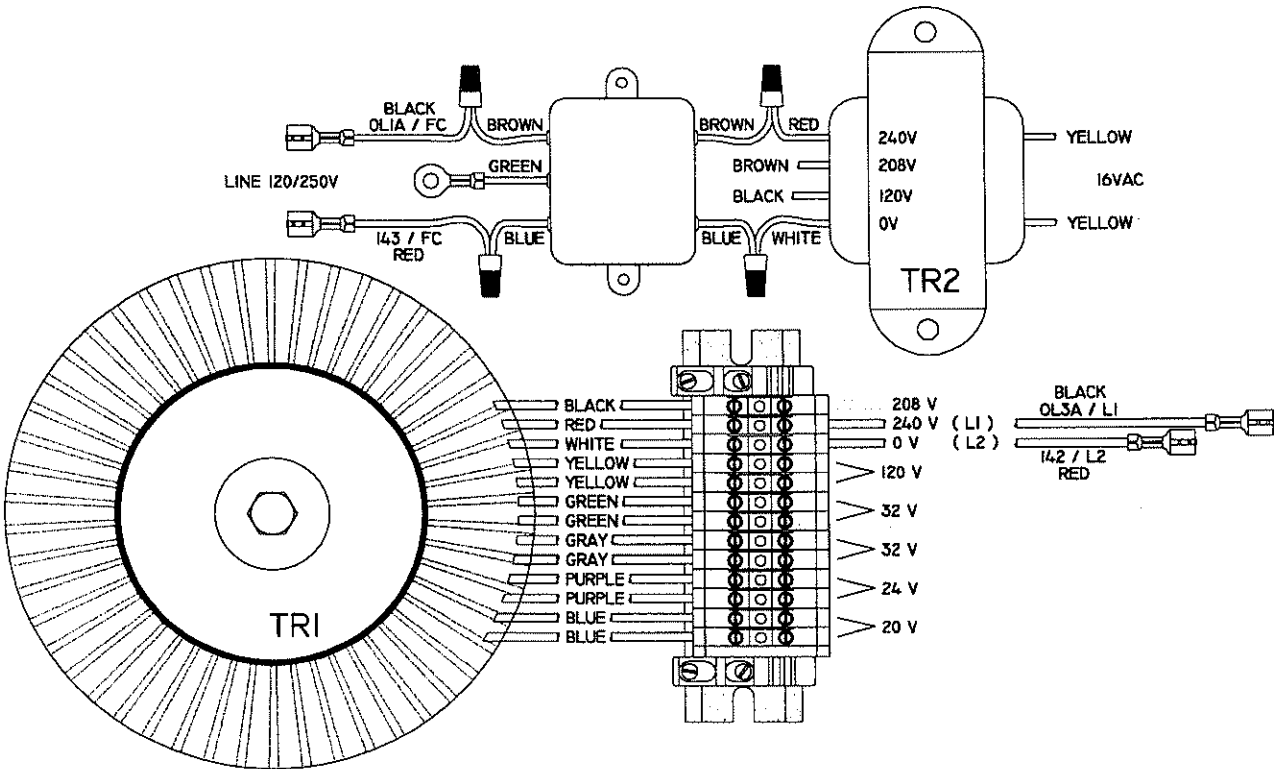 BLACK
OL1A / FC
BROWN
BROWN
RED
240V
YELLOW
LINE 120/250V
GREEN
BROWN
208V
16VAC
BLACK
120V
143 / FC
RED
BLUE
BLUE
WHITE
0V
YELLOW
TR2
TR1
BLACK
208 V
RED
240 V ( L1 )
BLACK
OL3A / L1
WHITE
0 V ( L2 )
142 / L2
RED
YELLOW
YELLOW
120 V
GREEN
GREEN
32 V
GRAY
GRAY
32 V
PURPLE
PURPLE
24 V
BLUE
BLUE
20 V